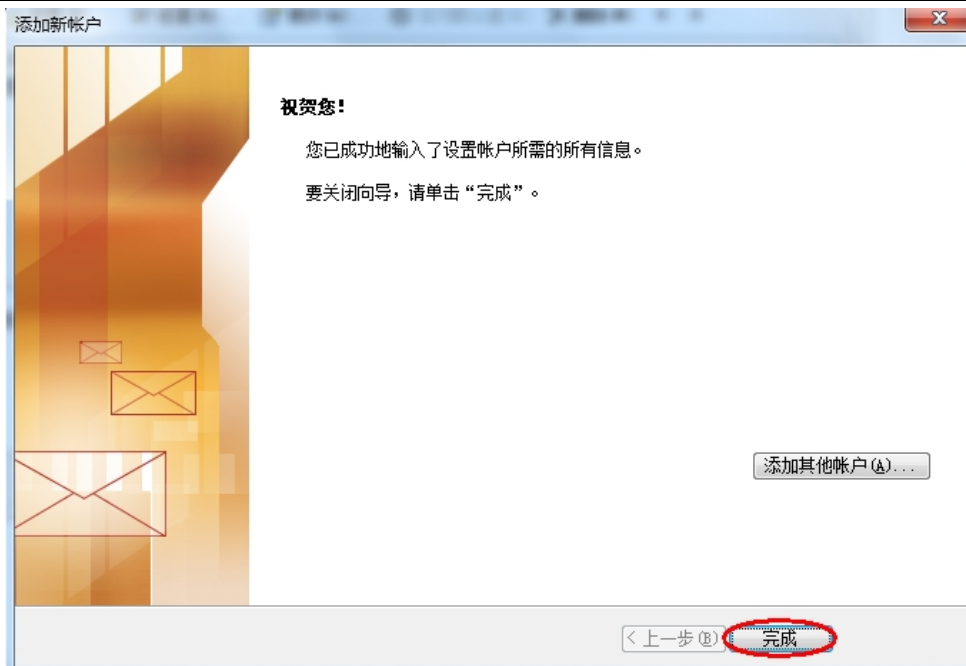 添加新帐户
祝贺您!
您已成功地输入了设置帐户所需的所有信息。
要关闭向导，请单击“完成”。
添加其他帐户(A)...
< 上一步(B)
完成